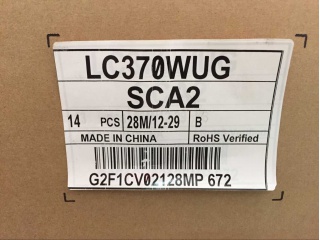 LC370WUG
SCA2
14 PCS 28M/12-29 B
MADE IN CHINA RoHS Verified
G2F1CV02128MP 672